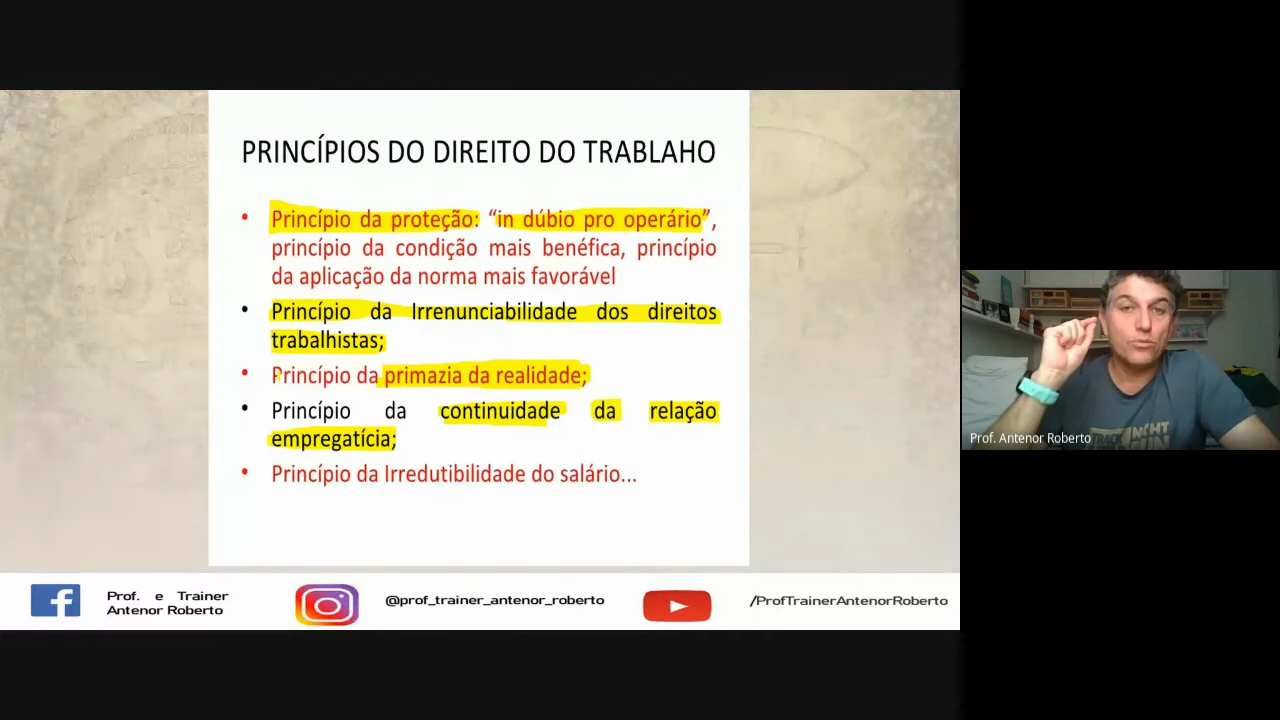 PRINCÍPIOS DO DIREITO DO TRABLAHO
• Princípio da proteção: “in dúbio pro operário”,
princípio da condição mais benéfica, princípio
da aplicação da norma mais favorável
• Princípio da Irrenunciabilidade dos direitos
trabalhistas;
• Princípio da primazia da realidade;
• Princípio da continuidade da relação
empregatícia;
• Princípio da Irredutibilidade do salário...
Prof. Antenor Roberto
Prof. e Trainer
Antenor Roberto
@prof_trainer_antenor_roberto
/ProfTrainerAntenorRoberto